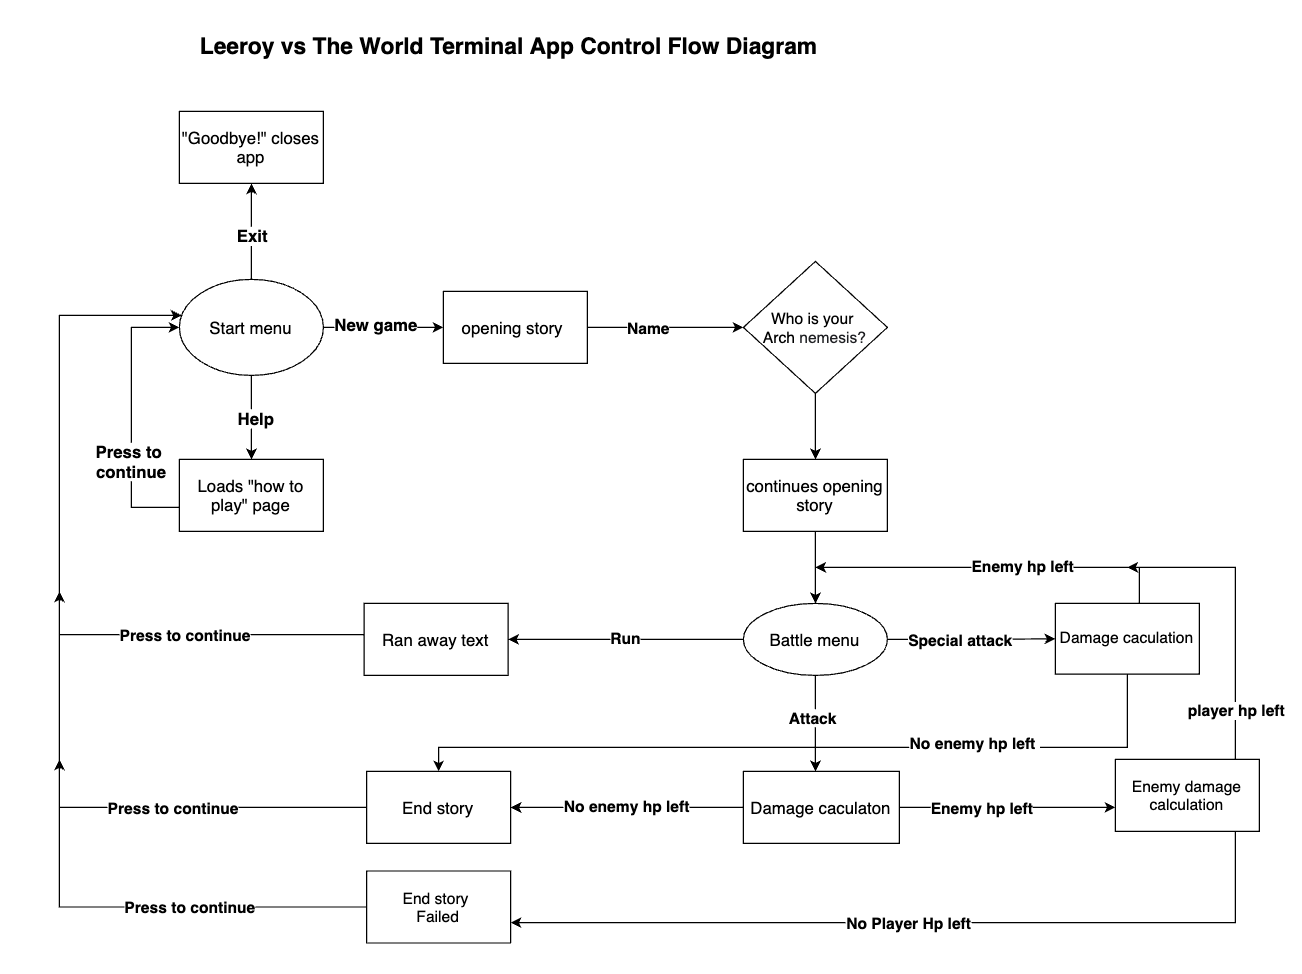 Leeroy vs The World Terminal App Control Flow Diagram
"Goodbye!" closes
app
Exit
Start menu
New game
opening story
Name
Who is your
Arch nemesis?
Help
Press to
continue
Loads "how to
play" page
continues opening
story
Enemy hp left
Press to continue
Ran away text
Run
Battle menu
Special attack
Damage caculation
player hp left
Attack
No enemy hp left
Press to continue
End story
No enemy hp left
Damage caculaton
Enemy hp left
Enemy damage
calculation
Press to continue
End story
Failed
No Player Hp left